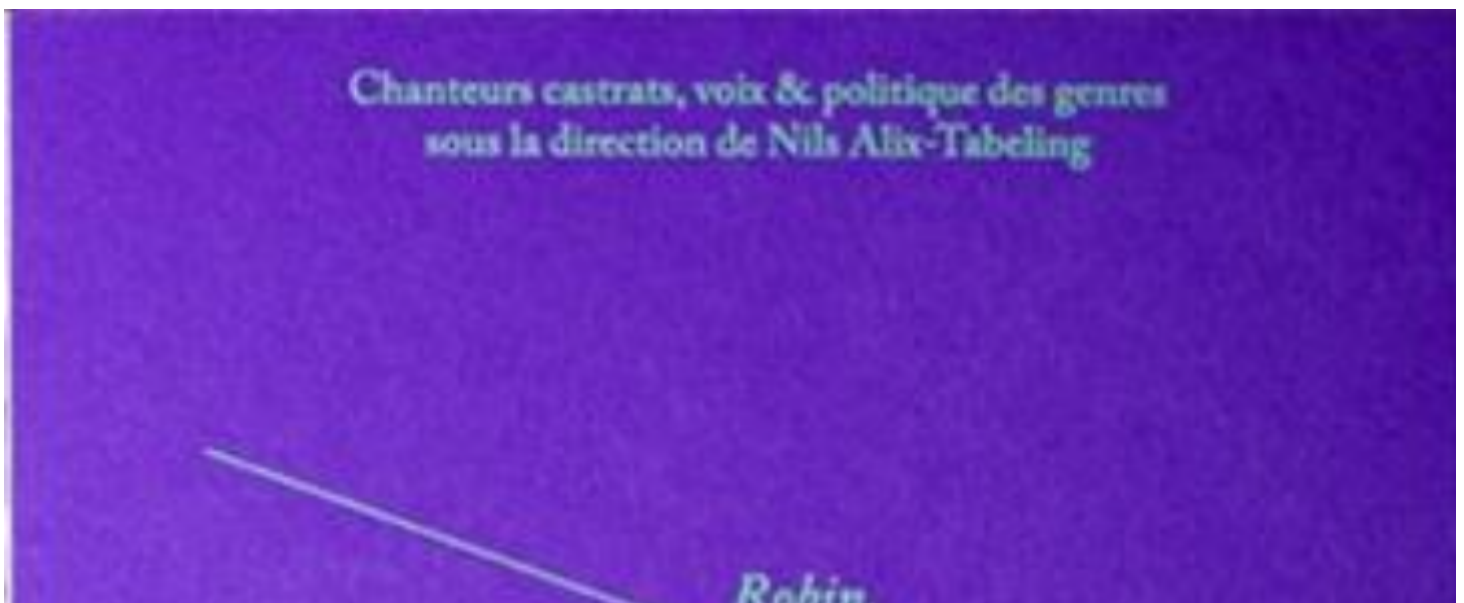 Chanteurs castrats, voix & politique des genres
sous la direction de Nils Alix-Tabeling
Robin